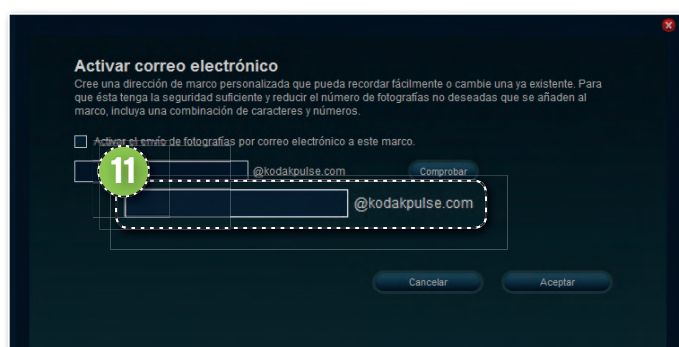 Activar correo electrónico
Cree una dirección de marco personalizada que pueda recordar fácilmente o cambie una ya existente. Para
que ésta tenga la seguridad suficiente y reducir el número de fotografías no deseadas que se añaden al
marco, incluya una combinación de caracteres y números.
Activar el envío de fotografías por correo electrónico a este marco.
11
@kodakpulse.com Comprobar
@kodakpulse.com
Cancelar Aceptar